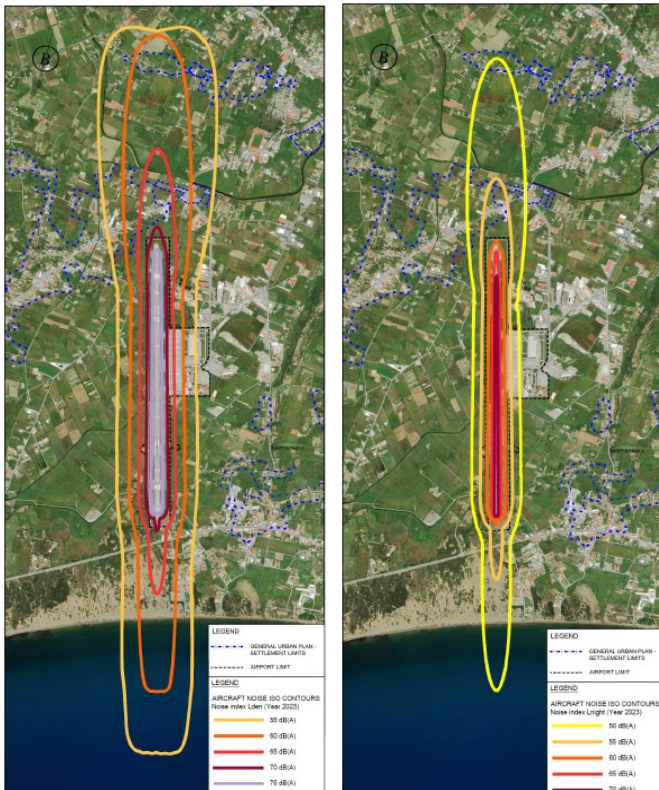 B
LEGEND
GENERAL URBAN PLAN -
SETTLEMENT LIMITS
AIRPORT LIMIT
LEGEND
AIRCRAFT NOISE ISO CONTOURS
Noise index Lden (Year 2023)
55 dB(A)
60 dB(A)
65 dB(A)
70 dB(A)
75 dB(A)
B
LEGEND
GENERAL URBAN PLAN -
SETTLEMENT LIMITS
AIRPORT LIMIT
LEGEND
AIRCRAFT NOISE ISO CONTOURS
Noise index Lnight (Year 2023)
50 dB(A)
55 dB(A)
60 dB(A)
65 dB(A)
70 dB(A)